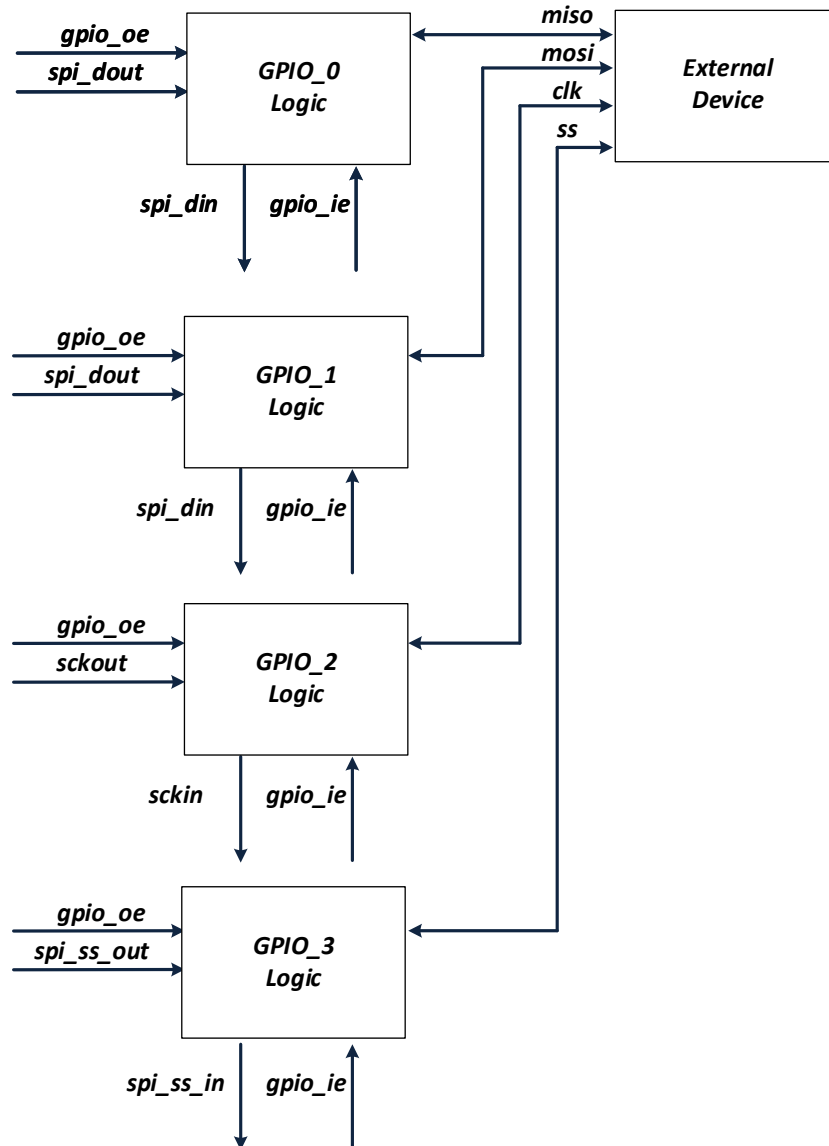 gpio_oe
spi_dout
GPIO_0
Logic
miso
mosi
clk
ss
External
Device
spi_din
gpio_ie
gpio_oe
spi_dout
GPIO_1
Logic
spi_din
gpio_ie
gpio_oe
sckout
GPIO_2
Logic
sckin
gpio_ie
gpio_oe
spi_ss_out
GPIO_3
Logic
spi_ss_in
gpio_ie